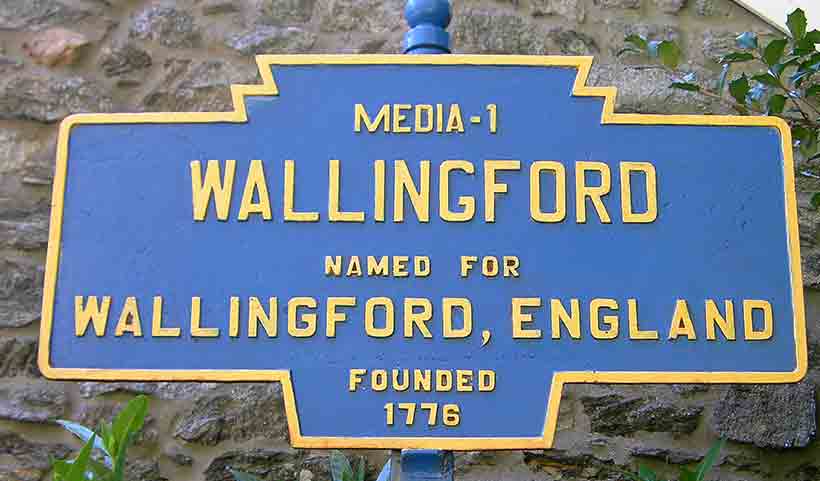 MEDIA-1
WALLINGFORD
NAMED FOR
WALLINGFORD, ENGLAND
FOUNDED
1776